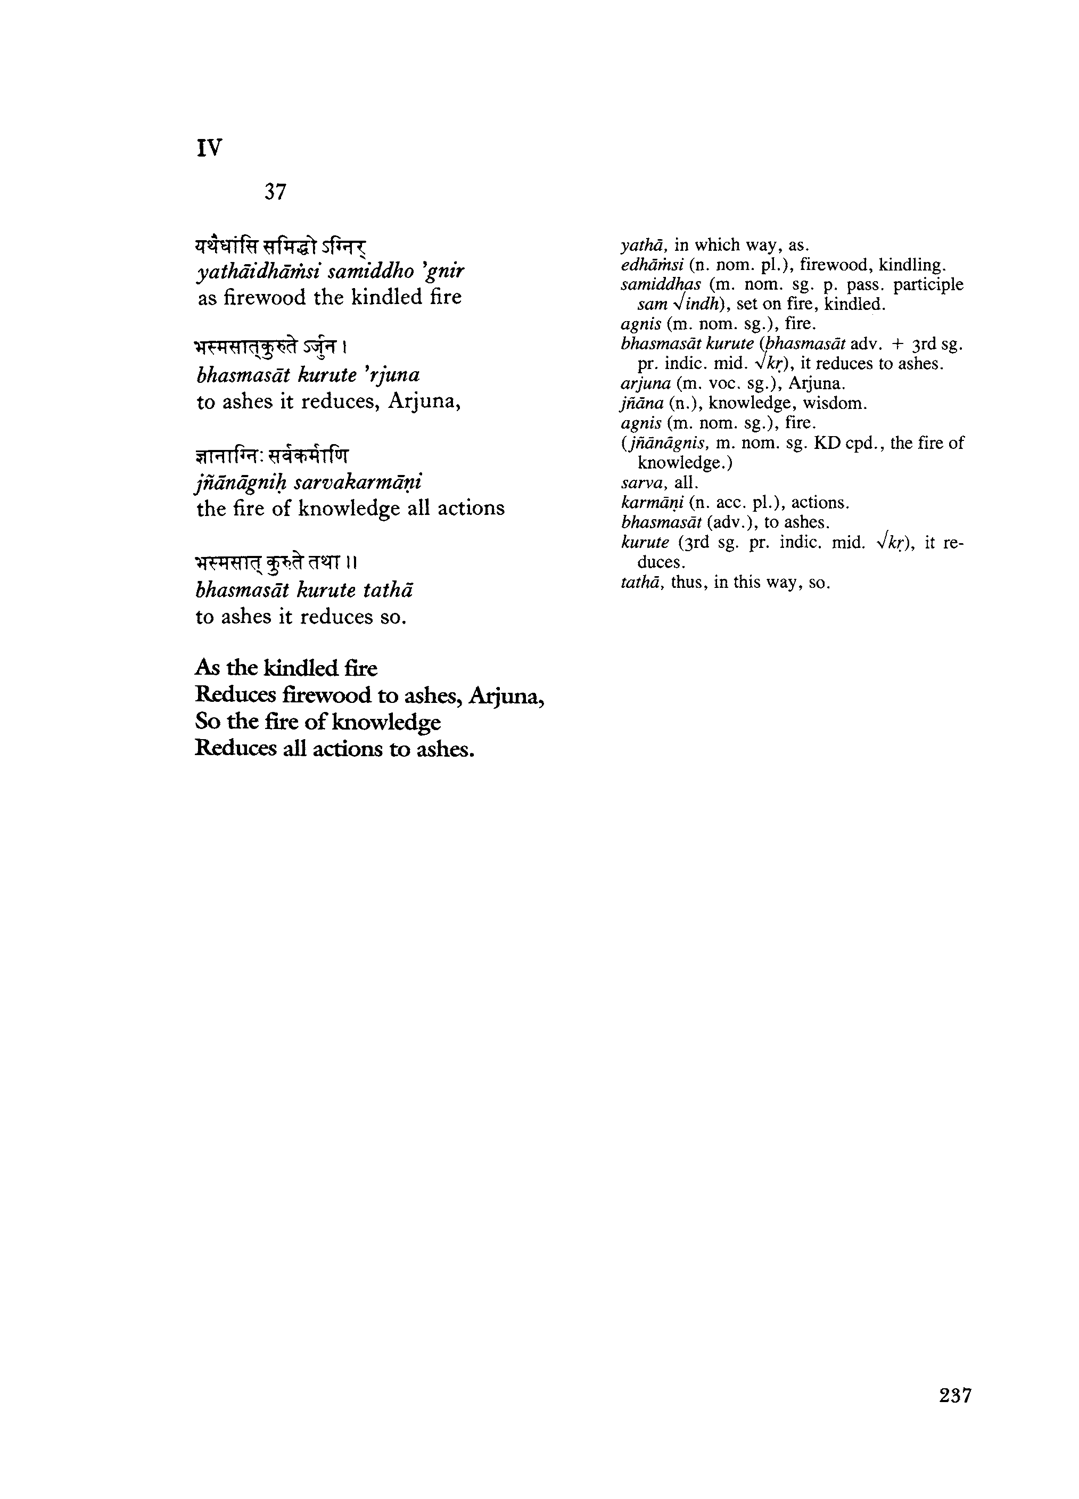 IV
37
यथैधांसि समिद्धो ऽग्निर्
yathāidhāṁsi samiddho 'gnir
as firewood the kindled fire
भस्मसात्कुरुते ऽर्जुन ।
bhasmasāt kurute 'rjuna
to ashes it reduces, Arjuna,
ज्ञानाग्निः सर्वकर्माणि
jñānāgniḥ sarvakarmāṇi
the fire of knowledge all actions
भस्मसात् कुरुते तथा ॥
bhasmasāt kurute tathā
to ashes it reduces so.
As the kindled fire
Reduces firewood to ashes, Arjuna,
So the fire of knowledge
Reduces all actions to ashes.
yathā, in which way, as.
edhāṁsi (n. nom. pl.), firewood, kindling.
samiddhas (m. nom. sg. p. pass. participle
sam √indh), set on fire, kindled.
agnis (m. nom. sg.), fire.
bhasmasāt kurute (bhasmasāt adv. + 3rd sg.
pr. indic. mid. √kṛ), it reduces to ashes.
arjuna (m. voc. sg.), Arjuna.
jñāna (n.), knowledge, wisdom.
agnis (m. nom. sg.), fire.
(jñānāgnis, m. nom. sg. KD cpd., the fire of
knowledge.)
sarva, all.
karmāṇi (n. acc. pl.), actions.
bhasmasāt (adv.), to ashes.
kurute (3rd sg. pr. indic. mid. √kṛ), it re-
duces.
tathā, thus, in this way, so.
237